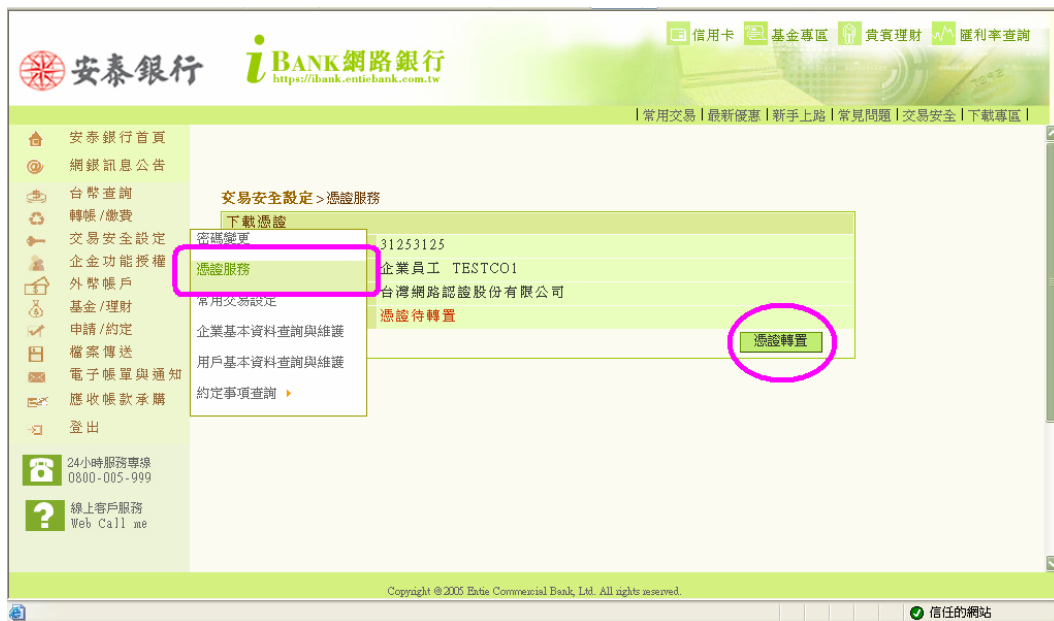 信用卡 基金專區 貴賓理財 匯利率查詢
安泰銀行
iBANK網路銀行
https://ibank.entiebank.com.tw
|常用交易|最新優惠|新手上路|常見問題|交易安全|下載專區|
安泰銀行首頁
網銀訊息公告
台幣查詢
轉帳/繳費
交易安全設定
企金功能授權
外幣帳戶
基金/理財
申請/約定
檔案傳送
電子帳單與通知
應收帳款承購
登出
24小時服務專線
0800-005-999
線上客戶服務
Web Call me
交易安全設定>憑證服務
下載憑證
密碼變更
憑證服務
常用交易設定
企業基本資料查詢與維護
用戶基本資料查詢與維護
約定事項查詢
31253125
企業員工 TESTCO1
台灣網路認證股份有限公司
憑證待轉置
憑證轉置
Copyright ©2005 Entie Commercial Bank, Ltd. All rights reserved.
信任的網站